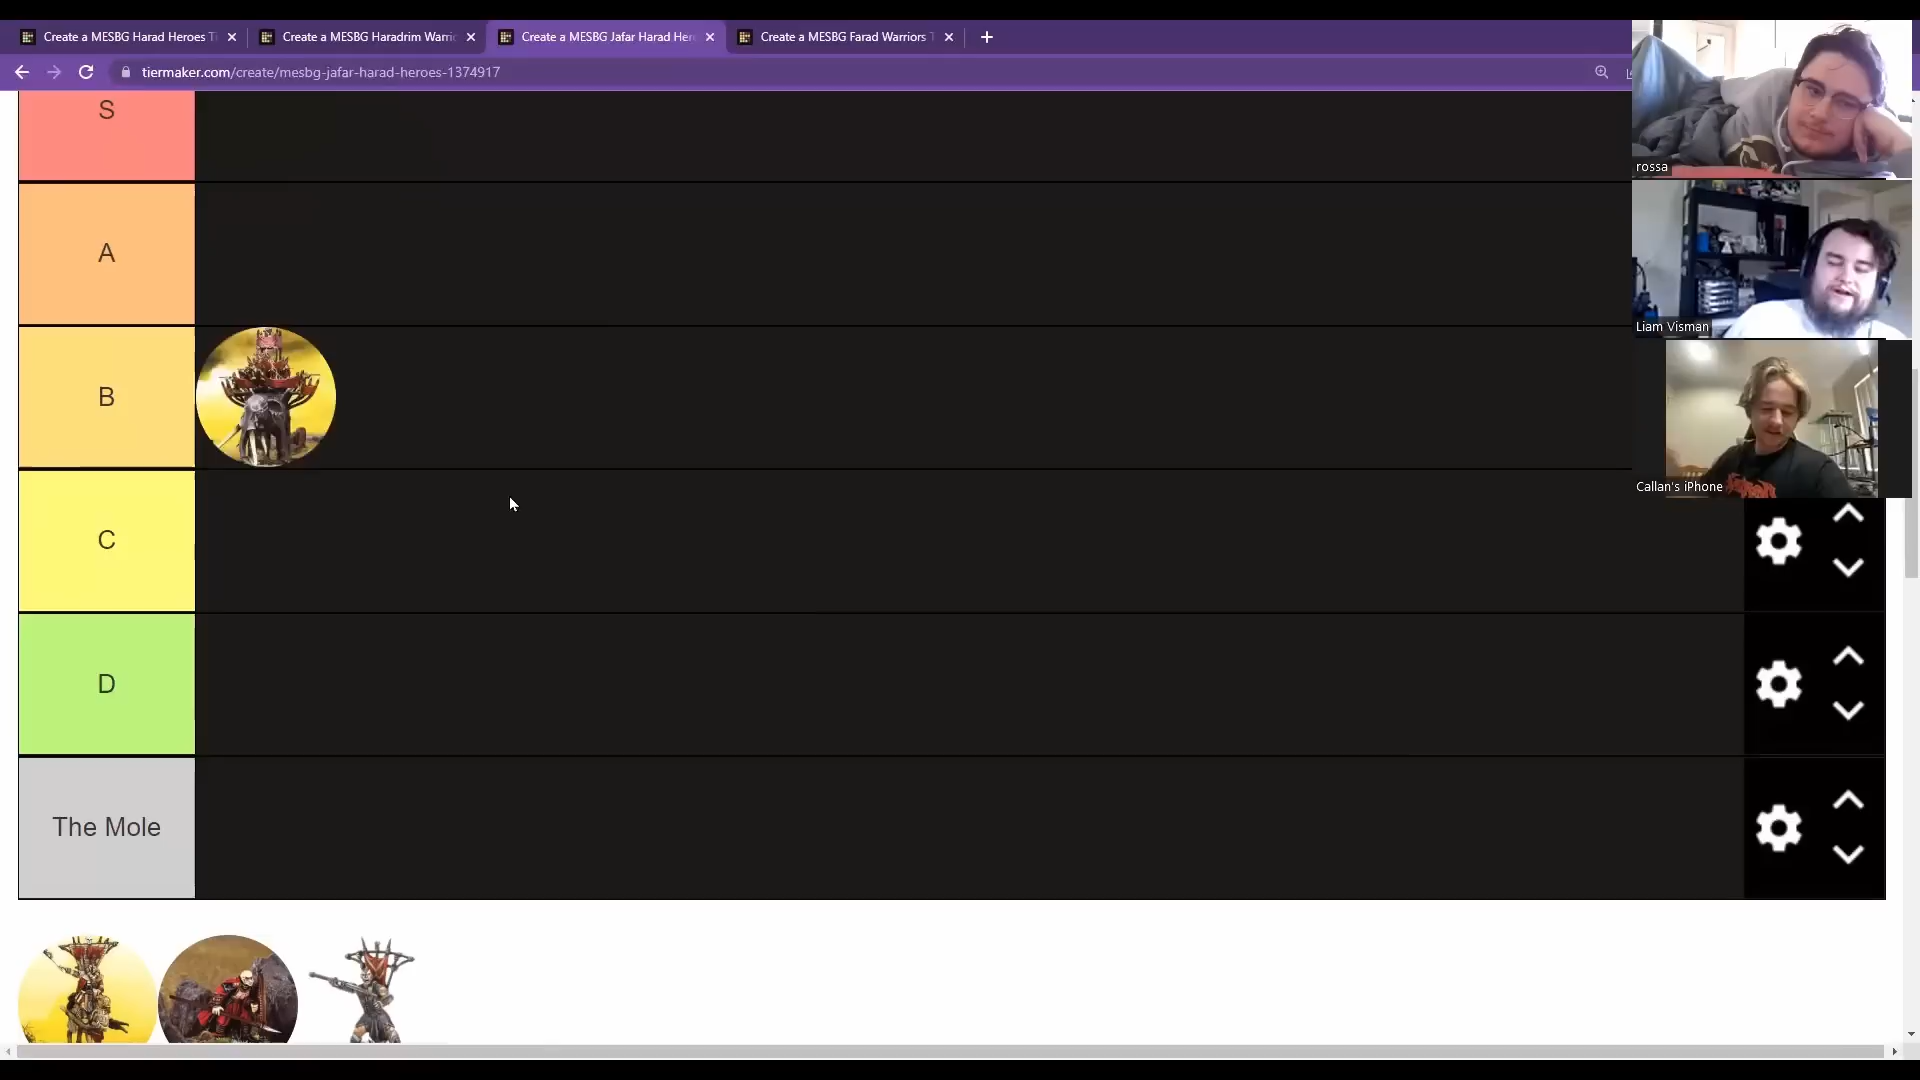 Create a MESBG Harad Heroes T
Create a MESBG Haradrim Warric
Create a MESBG Jafar Harad Her
Create a MESBG Farad Warriors T
tiermaker.com/create/mesbg-jafar-harad-heroes-1374917
S
A
B
C
D
The Mole
rossa
Liam Visman
Callan's iPhone